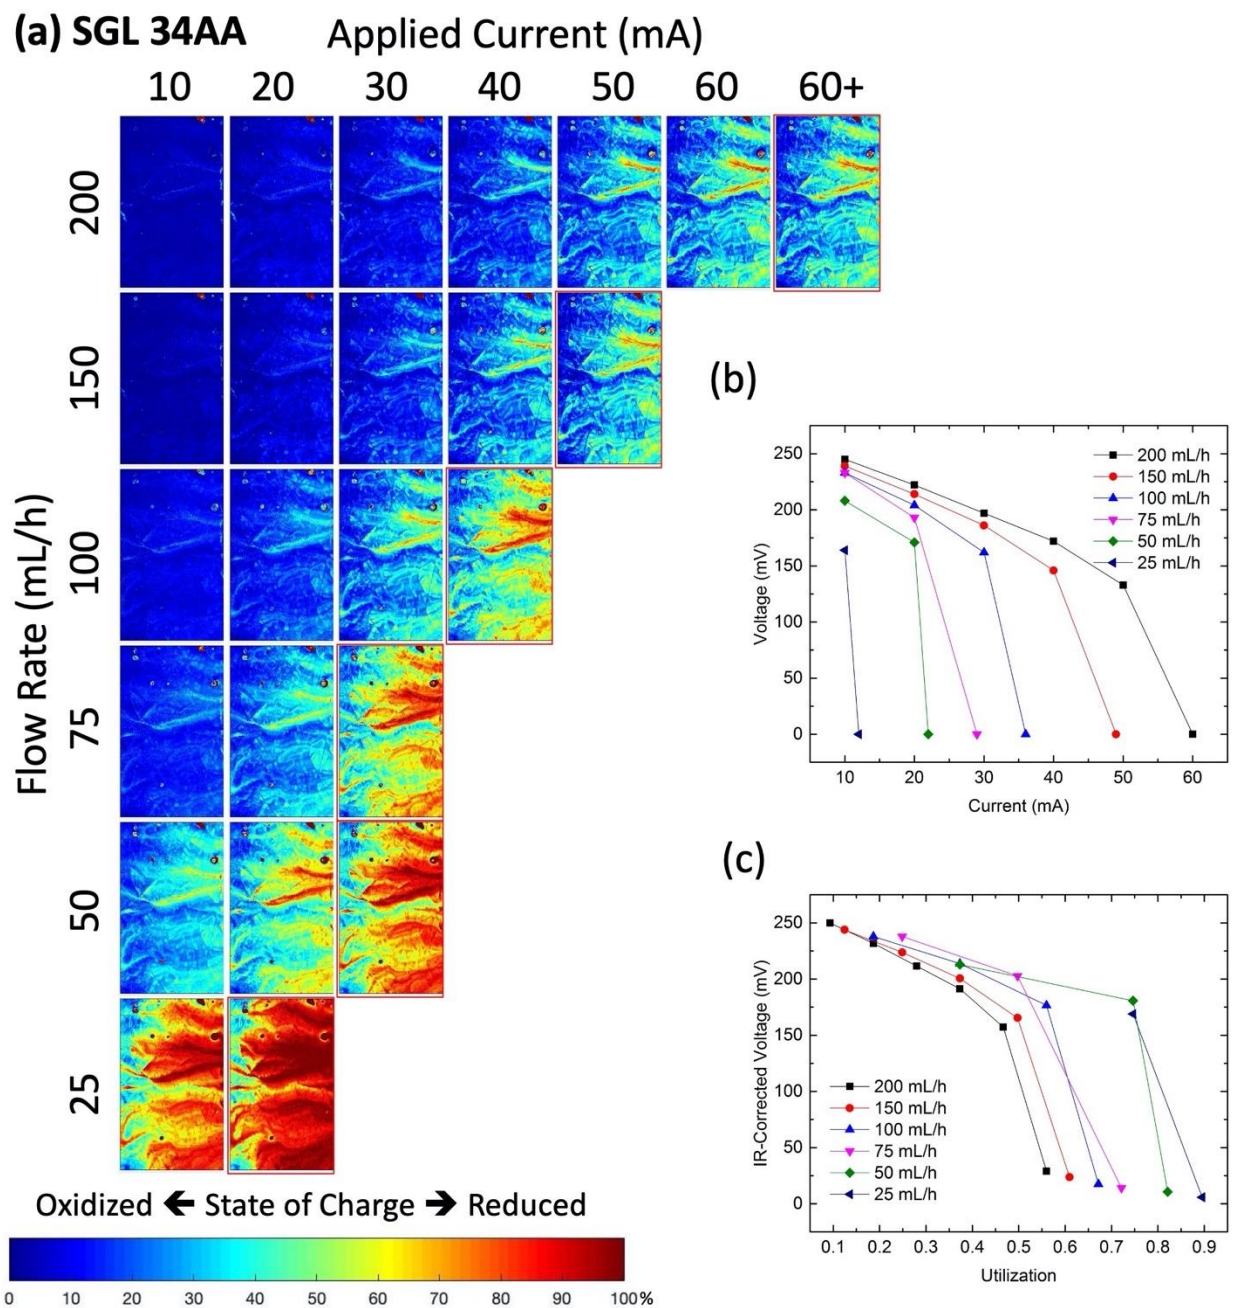 (a) SGL 34AA Applied Current (mA)
10 20 30 40 50 60 60+
Flow Rate (mL/h)
200
150
100
75
50
25
Oxidized ← State of Charge → Reduced
0 10 20 30 40 50 60 70 80 90 100%
(b)
Voltage (mV)
250
200
150
100
50
0
10 20 30 40 50 60
Current (mA)
200 mL/h
150 mL/h
100 mL/h
75 mL/h
50 mL/h
25 mL/h
(c)
IR-Corrected Voltage (mV)
250
200
150
100
50
0
0.1 0.2 0.3 0.4 0.5 0.6 0.7 0.8 0.9
Utilization
200 mL/h
150 mL/h
100 mL/h
75 mL/h
50 mL/h
25 mL/h